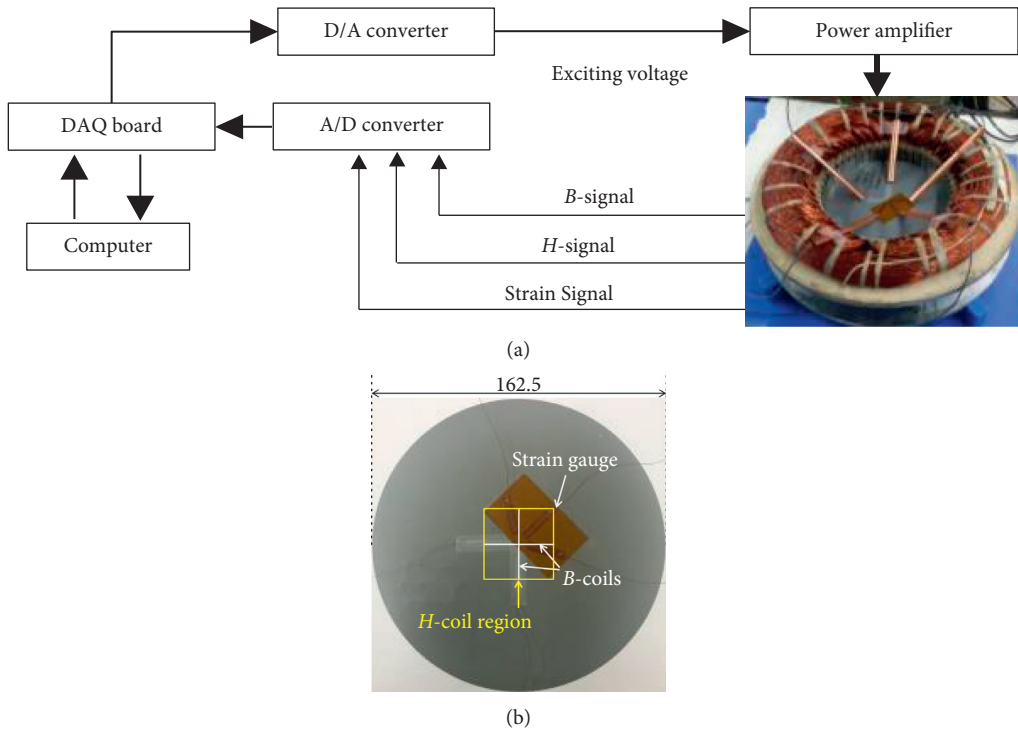 D/A converter
Power amplifier
Exciting voltage
DAQ board
A/D converter
B-signal
Computer
H-signal
Strain Signal
(a)
162.5
Strain gauge
B-coils
H-coil region
(b)